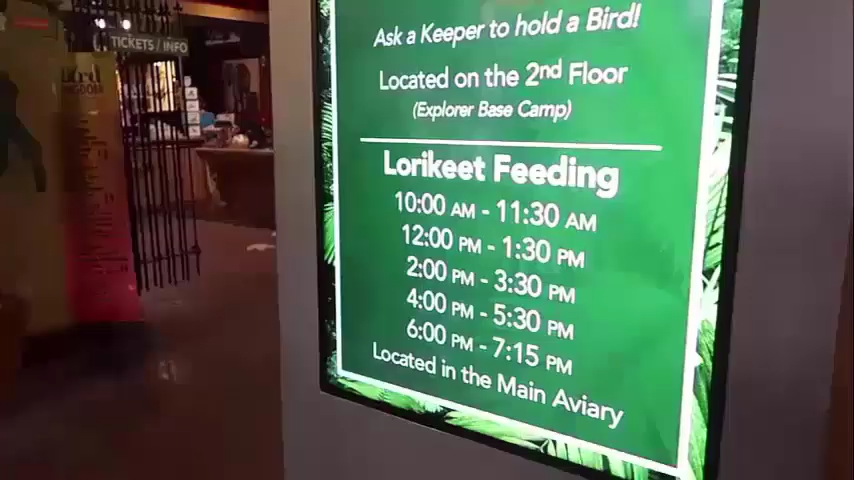 TICKETS / INFO
Bird
KINGDOM
Ask a Keeper to hold a Bird!
Located on the 2nd Floor
(Explorer Base Camp)
Lorikeet Feeding
10:00 AM - 11:30 AM
12:00 PM - 1:30 PM
2:00 PM - 3:30 PM
4:00 PM - 5:30 PM
6:00 PM - 7:15 PM
Located in the Main Aviary